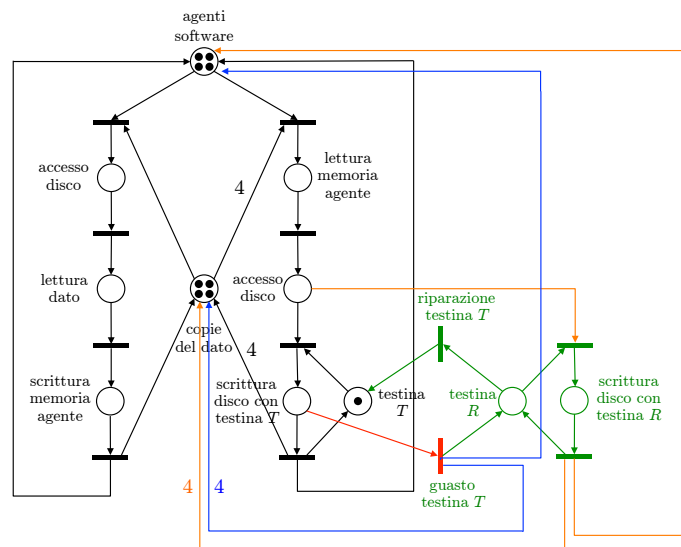 agenti
software
accesso
disco
lettura
memoria
agente
4
lettura
dato
accesso
disco
riparazione
testina T
copie
del dato
4
scrittura
memoria
agente
scrittura
disco con
testina T
testina
T
testina
R
scrittura
disco con
testina R
4
4
guasto
testina T